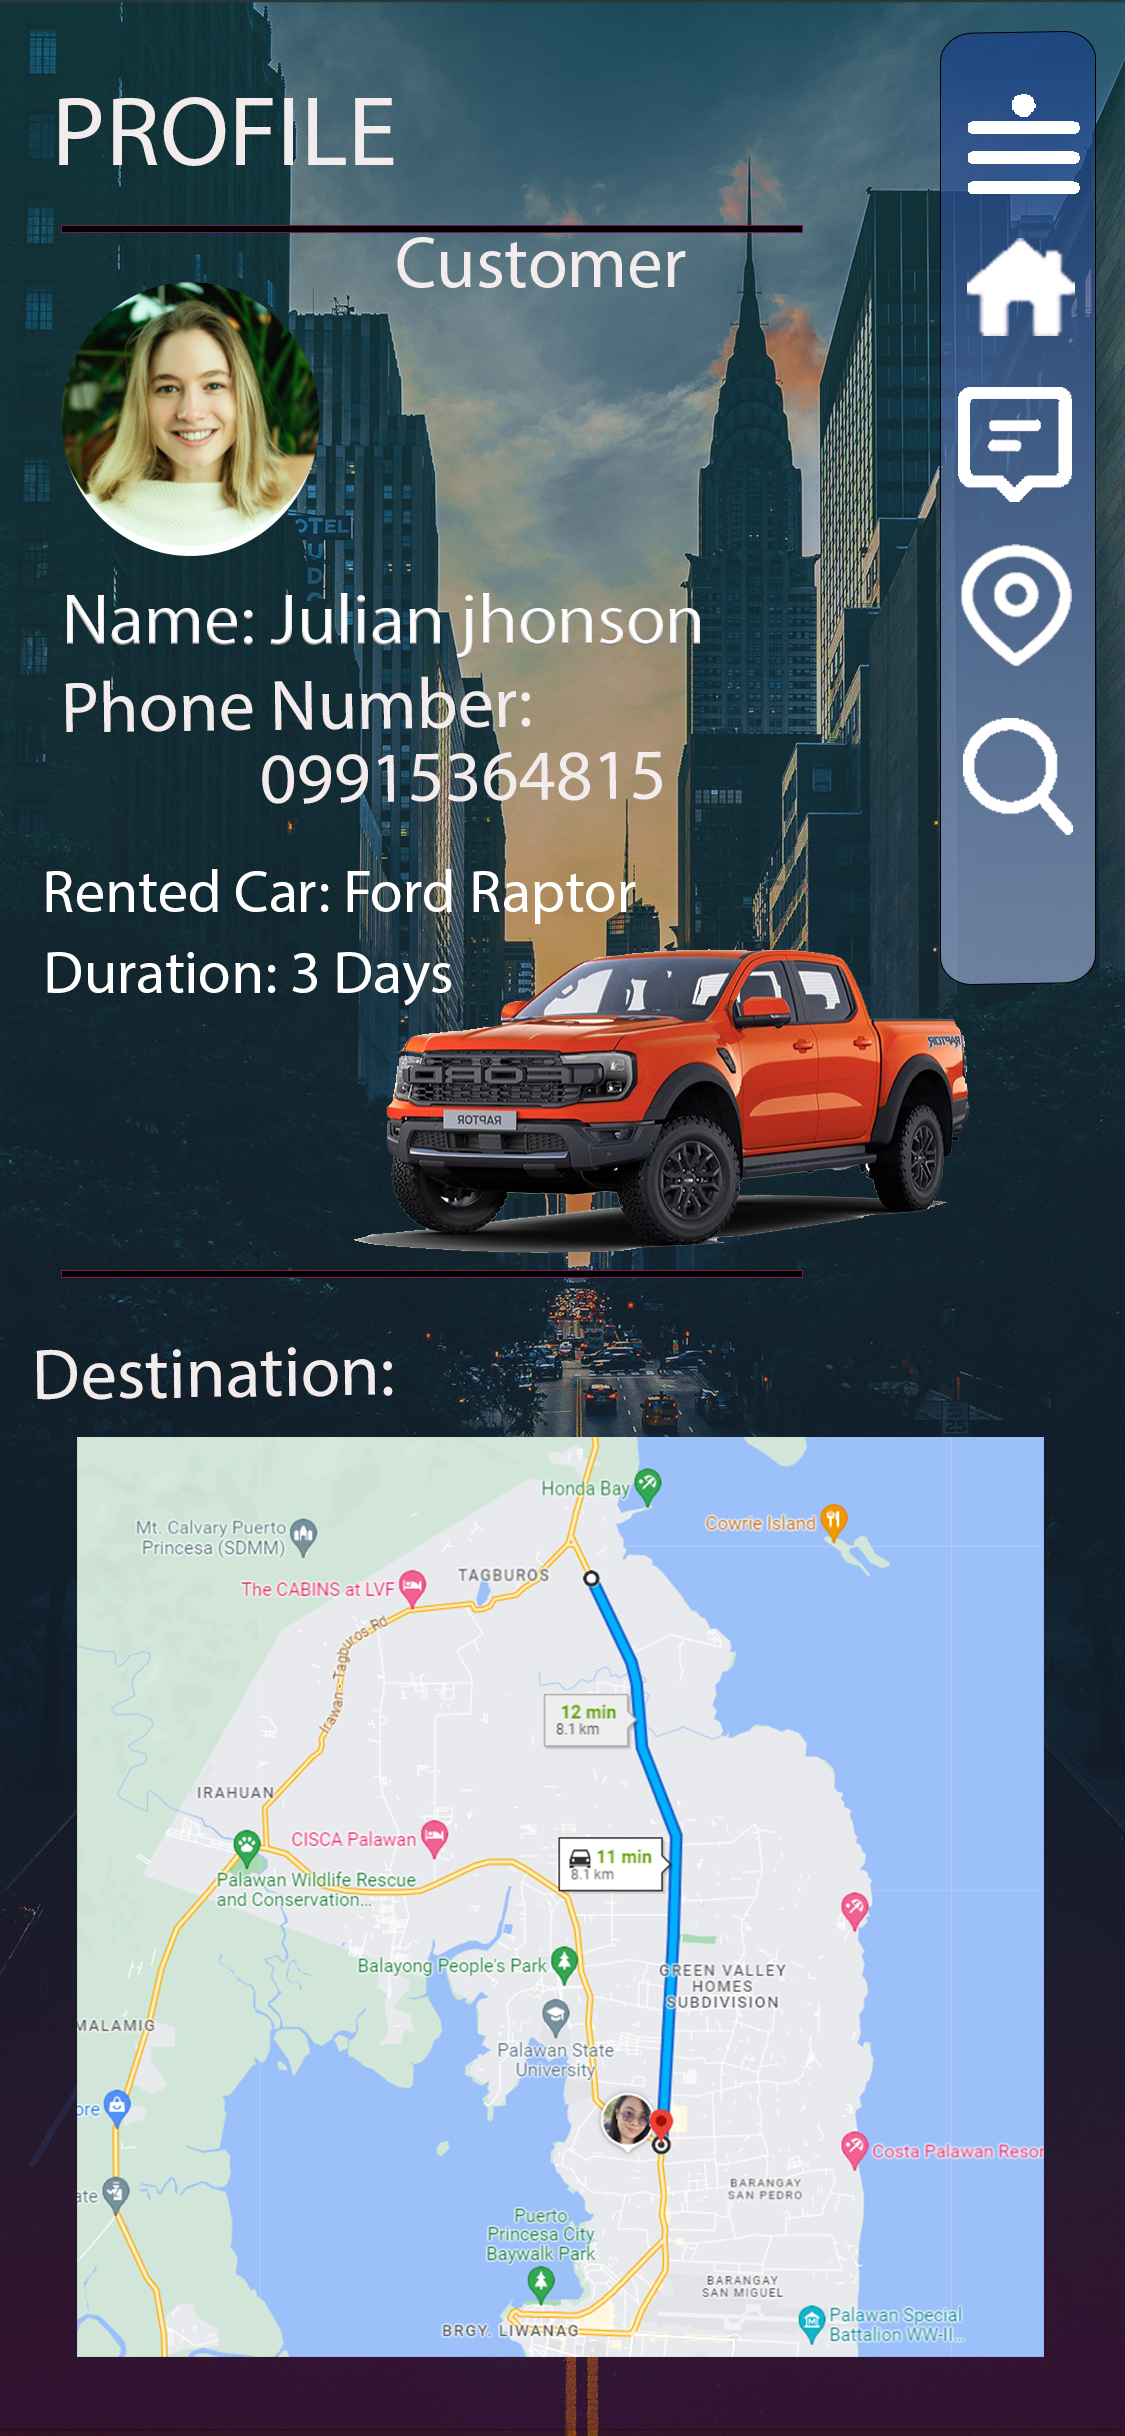 PROFILE
Customer
OTEL
U
D
Name: Julian jhonson
Phone Number:
09915364815
Rented Car: Ford Raptor
Duration: 3 Days
RAPTOR
FORD
RAPTOR
Destination:
25
Honda Bay
Cowrie Island
Mt. Calvary Puerto
Princesa (SDMM)
TAGBUROS
The CABINS at LVF
Irawan - Tagburos Rd
12 min
8.1 km
IRAHUAN
CISCA Palawan
11 min
8.1 km
Palawan Wildlife Rescue
and Conservation...
Balayong People's Park
GREEN VALLEY
HOMES
SUBDIVISION
MALAMIG
Palawan State
University
ore
Costa Palawan Resor
ate
BARANGAY
SAN PEDRO
Puerto
Princesa City
Baywalk Park
BARANGAY
SAN MIGUEL
Palawan Special
Battalion WW-II...
BRGY. LIWANAG